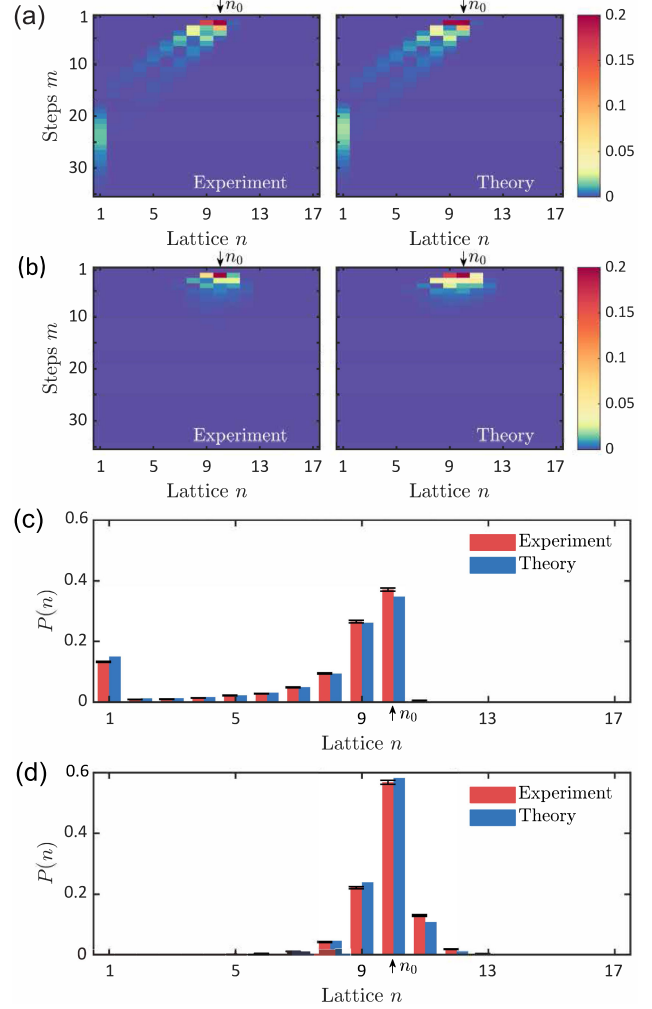 (a)
n₀
n₀
1
10
20
30
Steps m
Experiment
Theory
1 5 9 13 17
1 5 9 13 17
Lattice n
Lattice n
0.2
0.15
0.1
0.05
0
(b)
n₀
n₀
1
10
20
30
Steps m
Experiment
Theory
1 5 9 13 17
1 5 9 13 17
Lattice n
Lattice n
0.2
0.15
0.1
0.05
0
(c)
0.6
0.4
0.2
0
P(n)
Experiment
Theory
1 5 9 13 17
n₀
Lattice n
(d)
0.6
0.4
0.2
0
P(n)
Experiment
Theory
1 5 9 13 17
n₀
Lattice n